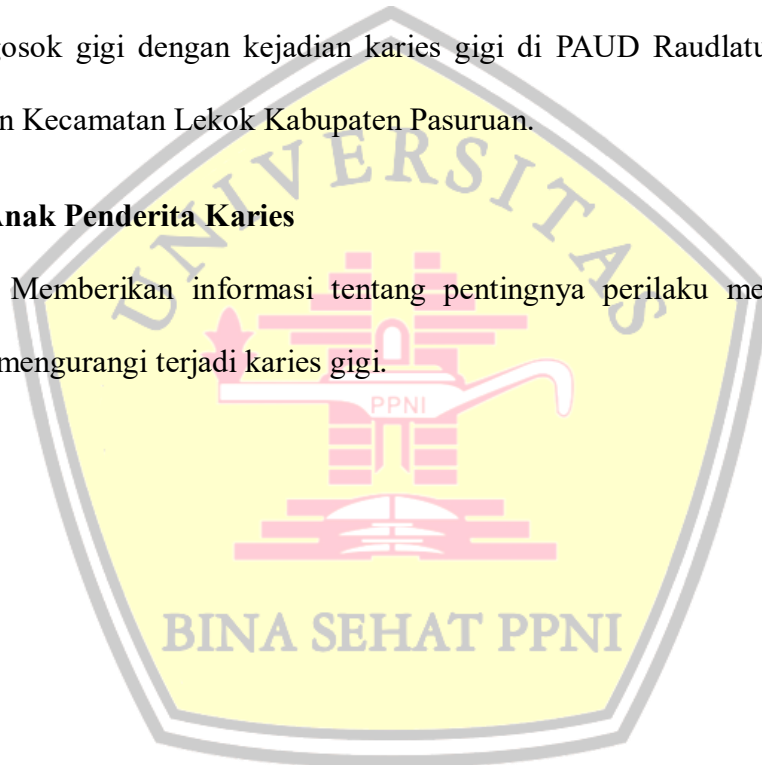 gosok gigi dengan kejadian karies gigi di PAUD Raudlatu
n Kecamatan Lekok Kabupaten Pasuruan.
UNIVERSITAS
Anak Penderita Karies
Memberikan informasi tentang pentingnya perilaku me
mengurangi terjadi karies gigi.
PPNI
BINA SEHAT PPNI